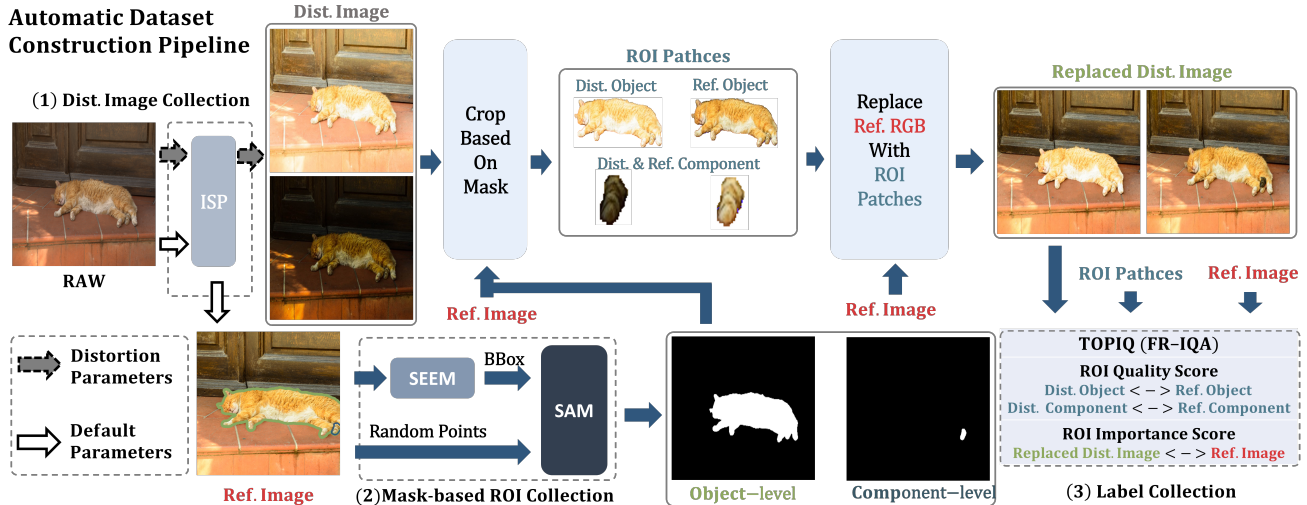 Automatic Dataset
Construction Pipeline
(1) Dist. Image Collection
RAW
ISP
Dist. Image
Crop
Based
On
Mask
ROI Pathces
Dist. Object
Ref. Object
Dist. & Ref. Component
Replace
Ref. RGB
With
ROI
Patches
Replaced Dist. Image
Ref. Image
Ref. Image
ROI Pathces
Ref. Image
Distortion
Parameters
Default
Parameters
Ref. Image
SEEM
BBox
SAM
Random Points
(2)Mask-based ROI Collection
Object−level
Component−level
TOPIQ (FR−IQA)
ROI Quality Score
Dist. Object <−> Ref. Object
Dist. Component <−> Ref. Component
ROI Importance Score
Replaced Dist. Image <−> Ref. Image
(3) Label Collection